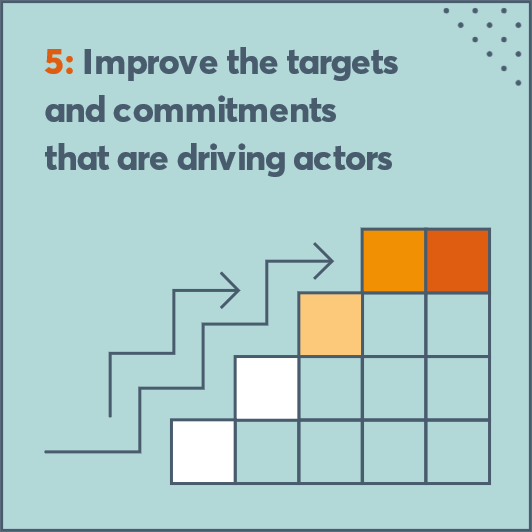 5: Improve the targets
and commitments
that are driving actors